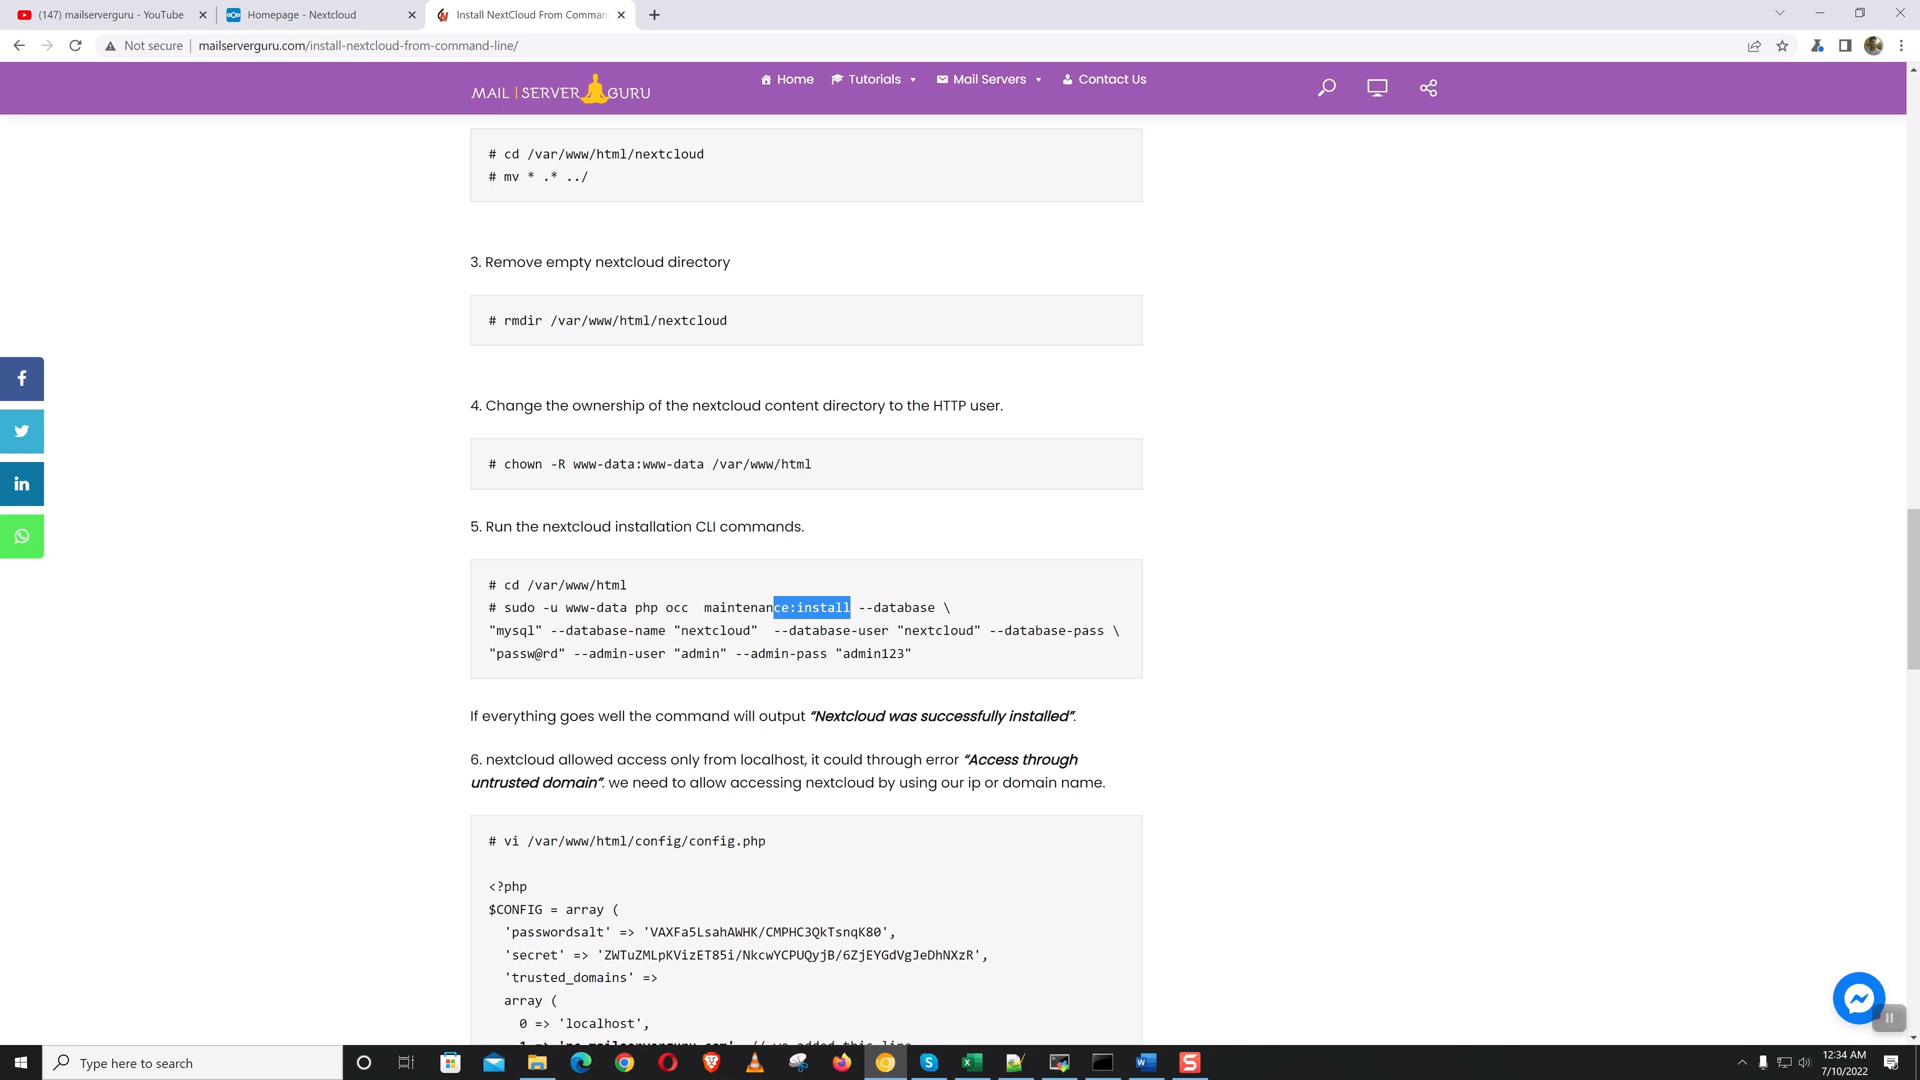 (147) mailserverguru - YouTube
Homepage - Nextcloud
Install NextCloud From Comman
Not secure
mailserverguru.com/install-nextcloud-from-command-line/
MAIL | SERVER GURU
Home
Tutorials
Mail Servers
Contact Us
# cd /var/www/html/nextcloud
# mv * .* ../
3. Remove empty nextcloud directory
# rmdir /var/www/html/nextcloud
4. Change the ownership of the nextcloud content directory to the HTTP user.
# chown -R www-data:www-data /var/www/html
5. Run the nextcloud installation CLI commands.
# cd /var/www/html
# sudo -u www-data php occ  maintenance:install --database \
"mysql" --database-name "nextcloud"  --database-user "nextcloud" --database-pass \
"passw@rd" --admin-user "admin" --admin-pass "admin123"
If everything goes well the command will output “Nextcloud was successfully installed”.
6. nextcloud allowed access only from localhost, it could through error “Access through
untrusted domain”. we need to allow accessing nextcloud by using our ip or domain name.
# vi /var/www/html/config/config.php
<?php
$CONFIG = array (
'passwordsalt' => 'VAXFa5LsahAWHK/CMPHC3QkTsnqK80',
'secret' => 'ZWTuZMLpKVizET85i/NkcwYCPUQyjB/6ZjEYGdVgJeDhNXzR',
'trusted_domains' =>
array (
0 => 'localhost',
1 => 'nc.mailserverguru.com', // we added this line
Type here to search
12:34 AM
7/10/2022